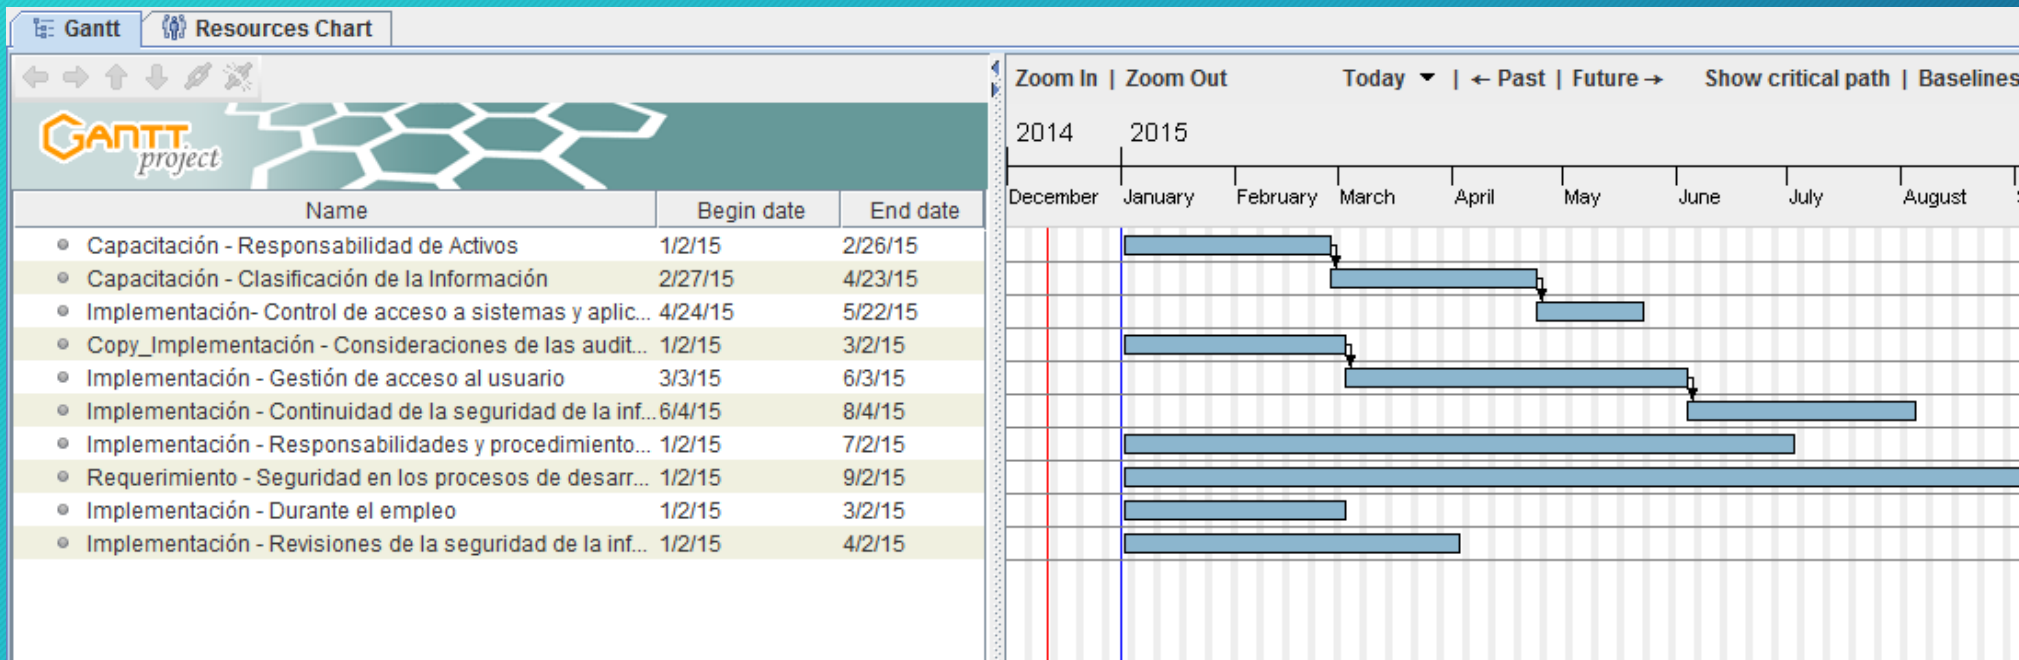 Gantt Resources Chart
Zoom In | Zoom Out Today | ← Past | Future → Show critical path | Baselines
GANTT
project
2014 2015
December January February March April May June July August
Name Begin date End date
Capacitación - Responsabilidad de Activos 1/2/15 2/26/15
Capacitación - Clasificación de la Información 2/27/15 4/23/15
Implementación- Control de acceso a sistemas y aplic... 4/24/15 5/22/15
Copy_Implementación - Consideraciones de las audit... 1/2/15 3/2/15
Implementación - Gestión de acceso al usuario 3/3/15 6/3/15
Implementación - Continuidad de la seguridad de la inf... 6/4/15 8/4/15
Implementación - Responsabilidades y procedimiento... 1/2/15 7/2/15
Requerimiento - Seguridad en los procesos de desarr... 1/2/15 9/2/15
Implementación - Durante el empleo 1/2/15 3/2/15
Implementación - Revisiones de la seguridad de la inf... 1/2/15 4/2/15